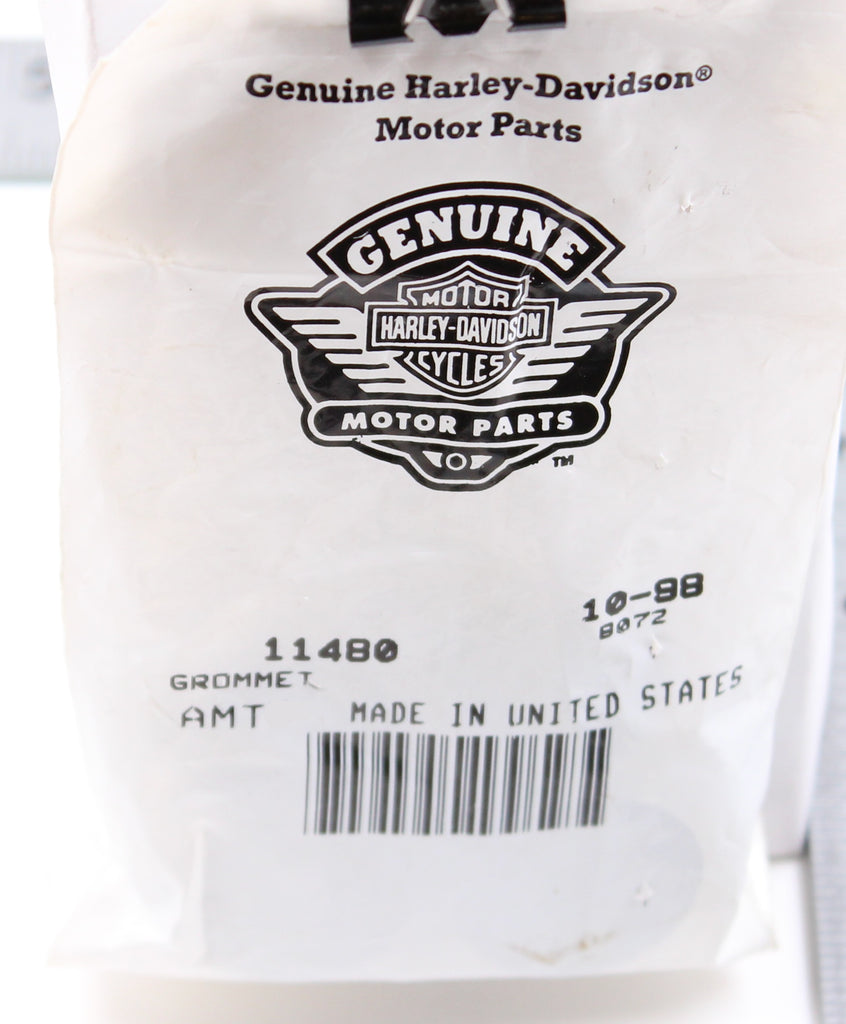 Genuine Harley-Davidson®
Motor Parts
GENUINE
MOTOR
HARLEY-DAVIDSON
CYCLES
MOTOR PARTS
TM
10-98
8072
11480
GROMMET
AMT MADE IN UNITED STATES